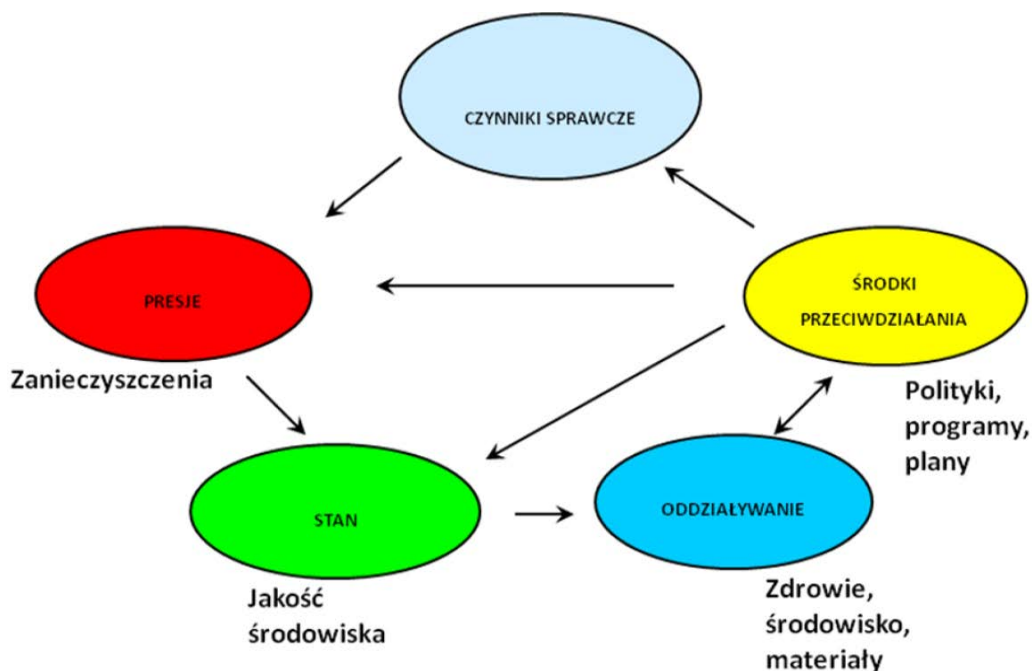 CZYNNIKI SPRAWCZE
PRESJE
Zanieczyszczenia
ŚRODKI
PRZECIWDZIAŁANIA
Polityki,
programy,
plany
STAN
Jakość
środowiska
ODDZIAŁYWANIE
Zdrowie,
środowisko,
materiały